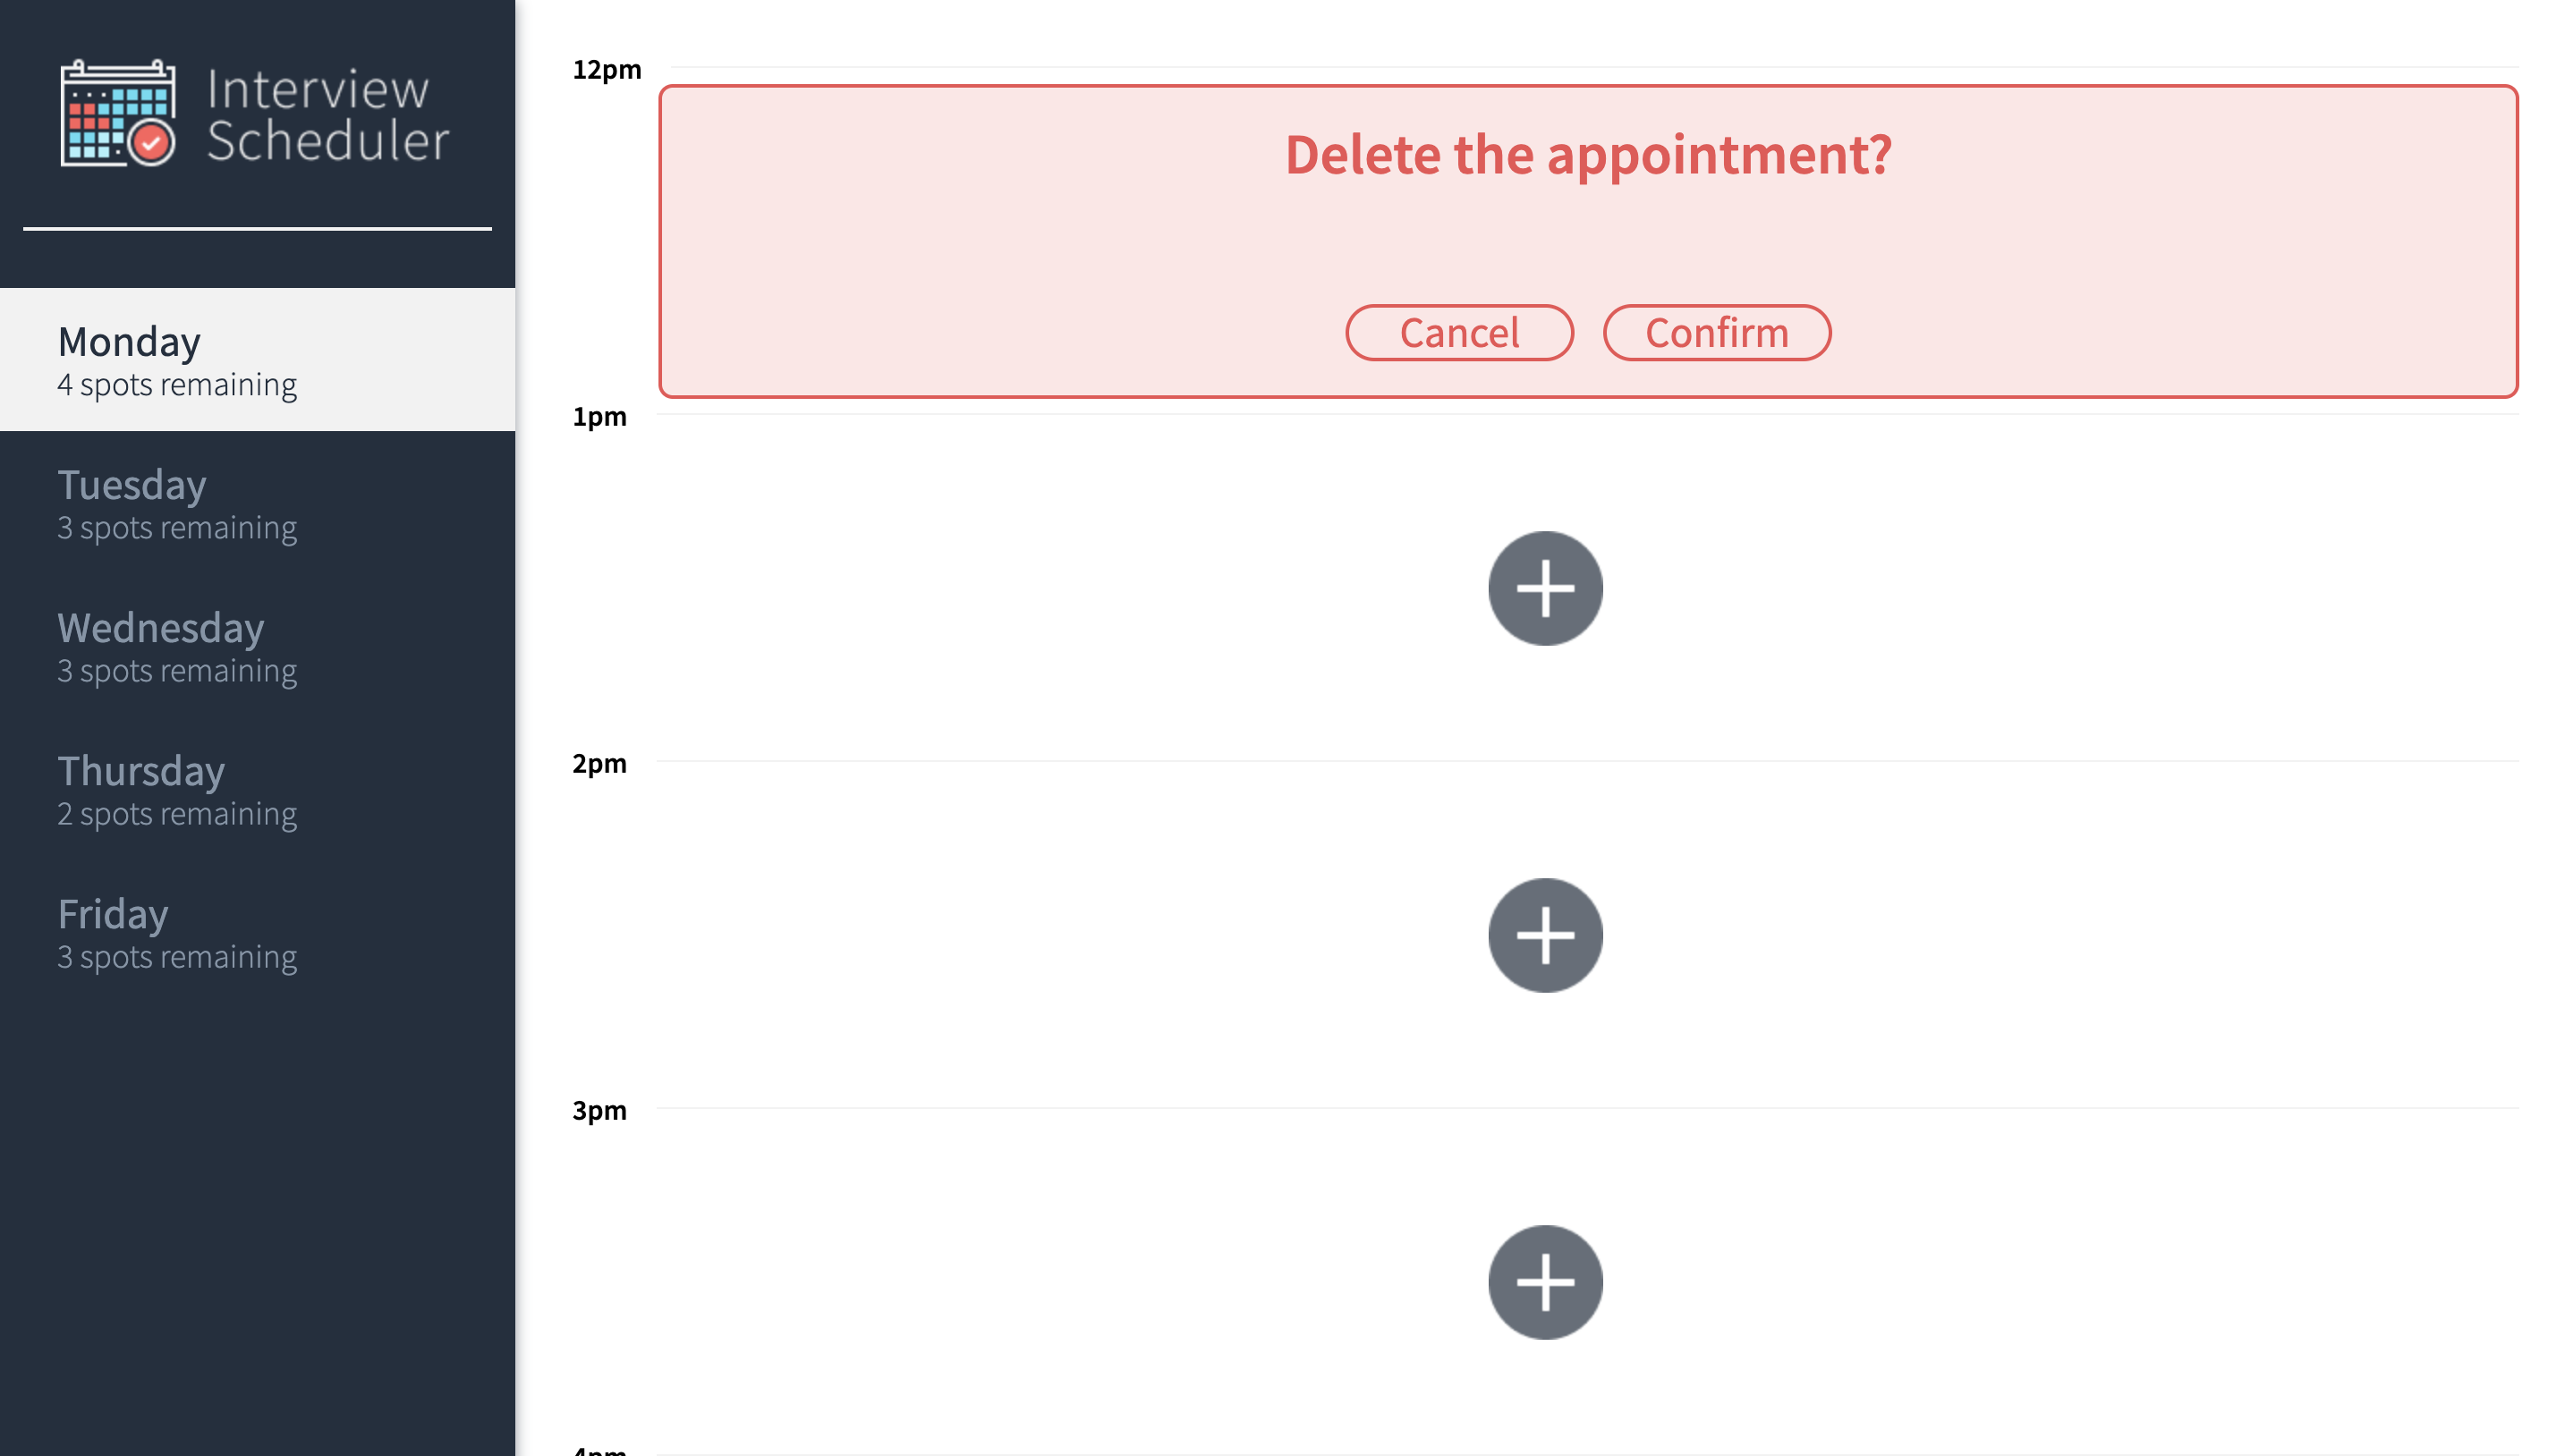 Interview
Scheduler
Monday
4 spots remaining
Tuesday
3 spots remaining
Wednesday
3 spots remaining
Thursday
2 spots remaining
Friday
3 spots remaining
12pm
Delete the appointment?
Cancel Confirm
1pm
2pm
3pm
4pm